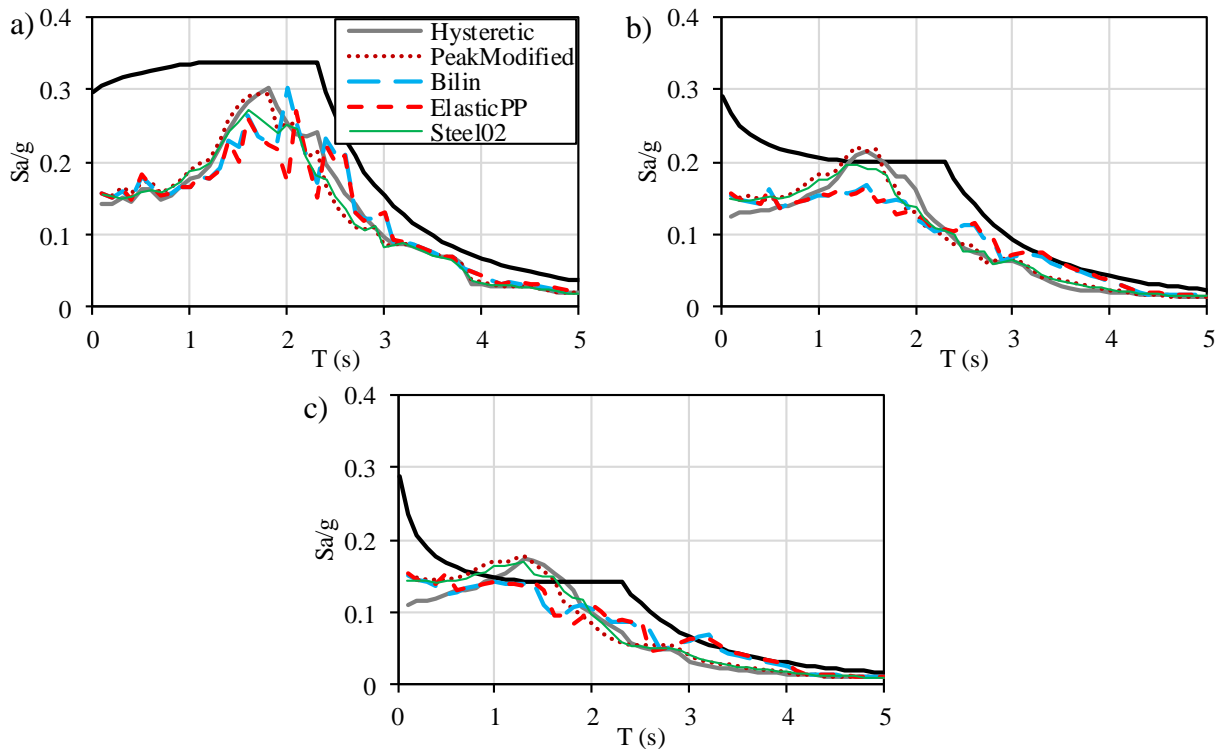 a)
0.4
0.3
0.2
0.1
0
Sa/g
0 1 2 3 4 5
T (s)
Hysteretic
PeakModified
Bilin
ElasticPP
Steel02
b)
0.4
0.3
0.2
0.1
0
Sa/g
0 1 2 3 4 5
T (s)
c)
0.4
0.3
0.2
0.1
0
Sa/g
0 1 2 3 4 5
T (s)